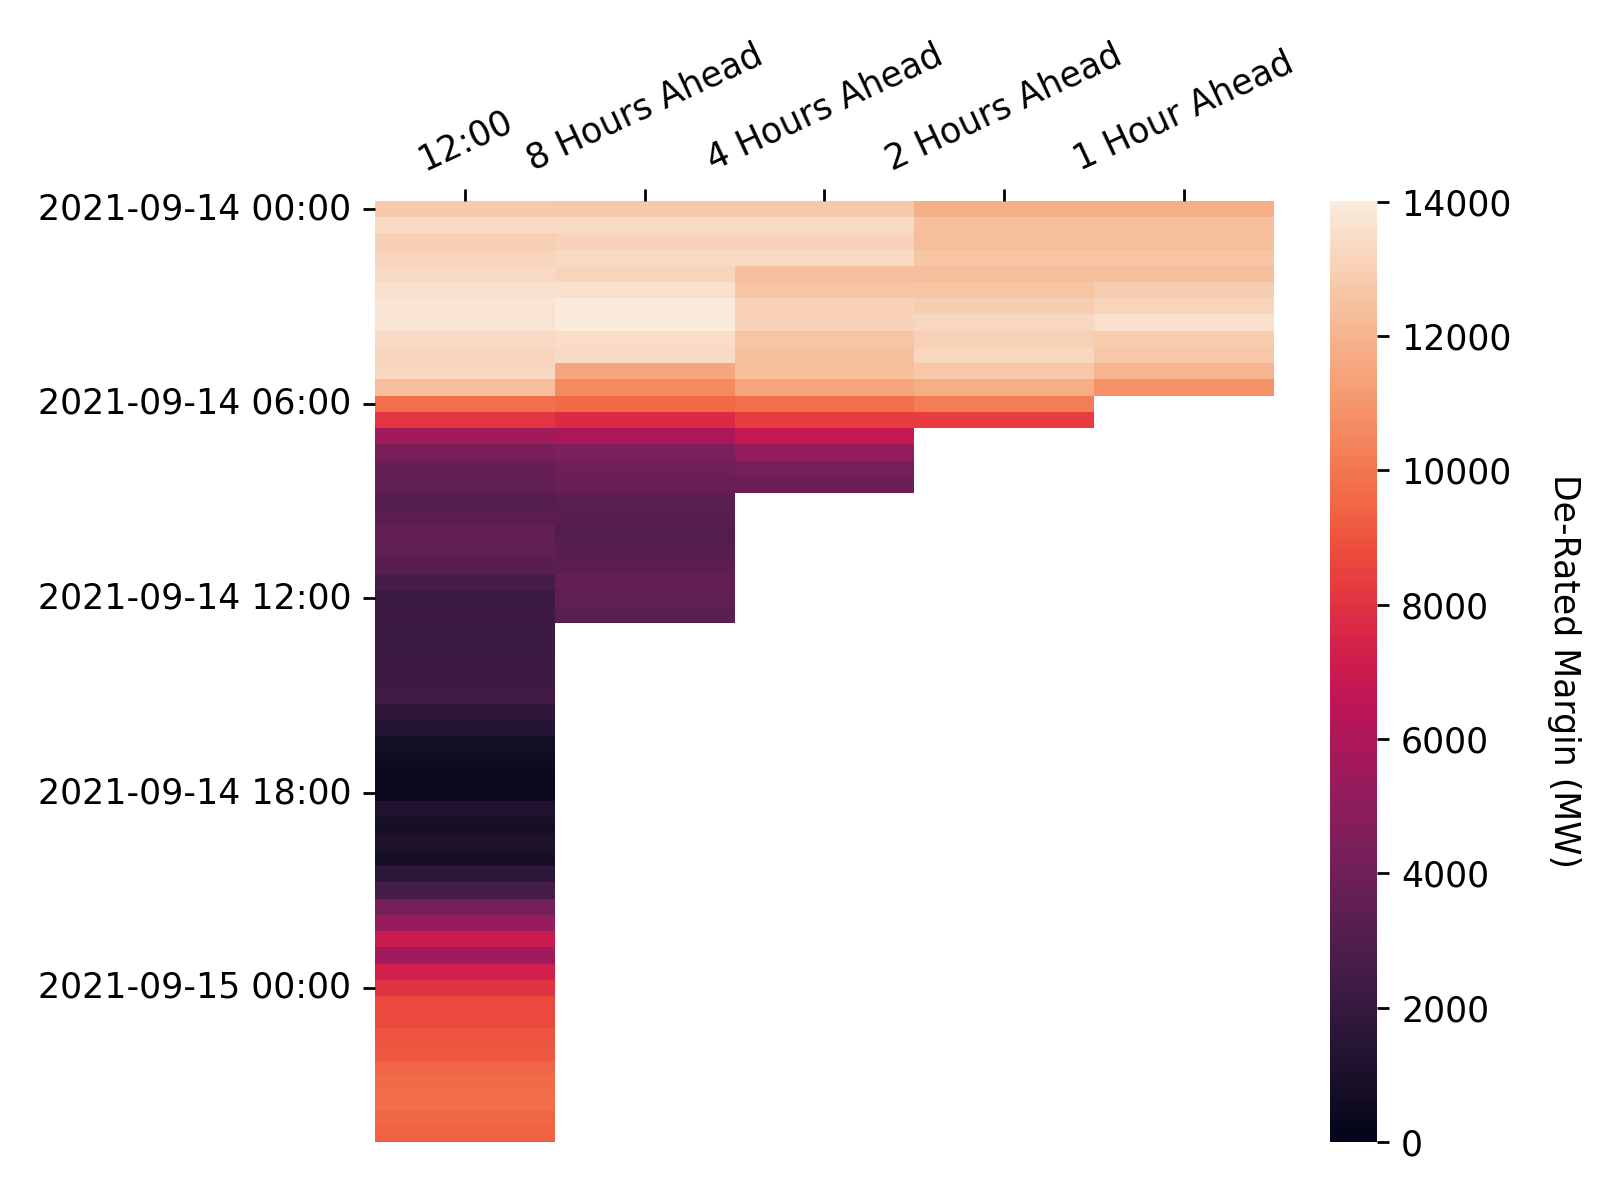 12:00
8 Hours Ahead
4 Hours Ahead
2 Hours Ahead
1 Hour Ahead
2021-09-14 00:00
2021-09-14 06:00
2021-09-14 12:00
2021-09-14 18:00
2021-09-15 00:00
14000
12000
10000
8000
6000
4000
2000
0
De-Rated Margin (MW)